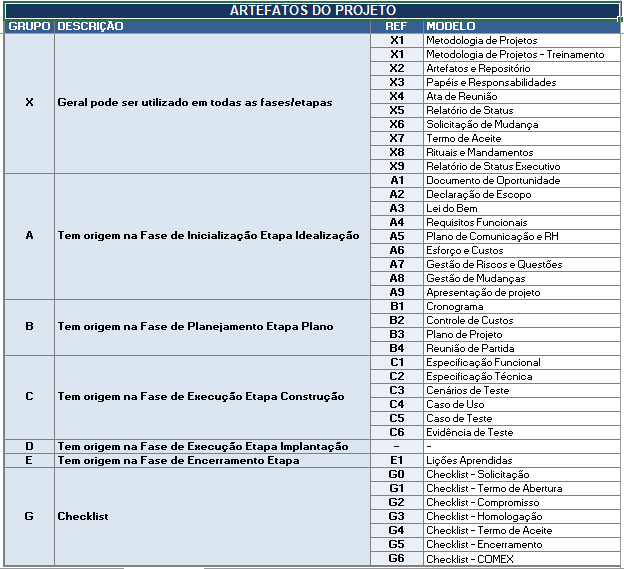 ARTEFATOS DO PROJETO
GRUPO DESCRIÇÃO REF MODELO
X Geral pode ser utilizado em todas as fases/etapas
X1 Metodologia de Projetos
X1 Metodologia de Projetos - Treinamento
X2 Artefatos e Repositório
X3 Papéis e Responsabilidades
X4 Ata de Reunião
X5 Relatório de Status
X6 Solicitação de Mudança
X7 Termo de Aceite
X8 Rituais e Mandamentos
X9 Relatório de Status Executivo
A Tem origem na Fase de Inicialização Etapa Idealização
A1 Documento de Oportunidade
A2 Declaração de Escopo
A3 Lei do Bem
A4 Requisitos Funcionais
A5 Plano de Comunicação e RH
A6 Esforço e Custos
A7 Gestão de Riscos e Questões
A8 Gestão de Mudanças
A9 Apresentação de projeto
B Tem origem na Fase de Planejamento Etapa Plano
B1 Cronograma
B2 Controle de Custos
B3 Plano de Projeto
B4 Reunião de Partida
C Tem origem na Fase de Execução Etapa Construção
C1 Especificação Funcional
C2 Especificação Técnica
C3 Cenários de Teste
C4 Caso de Uso
C5 Caso de Teste
C6 Evidência de Teste
D Tem origem na Fase de Execução Etapa Implantação - -
E Tem origem na Fase de Encerramento Etapa E1 Lições Aprendidas
G Checklist
G0 Checklist - Solicitação
G1 Checklist - Termo de Abertura
G2 Checklist - Compromisso
G3 Checklist - Homologação
G4 Checklist - Termo de Aceite
G5 Checklist - Encerramento
G6 Checklist - COMEX